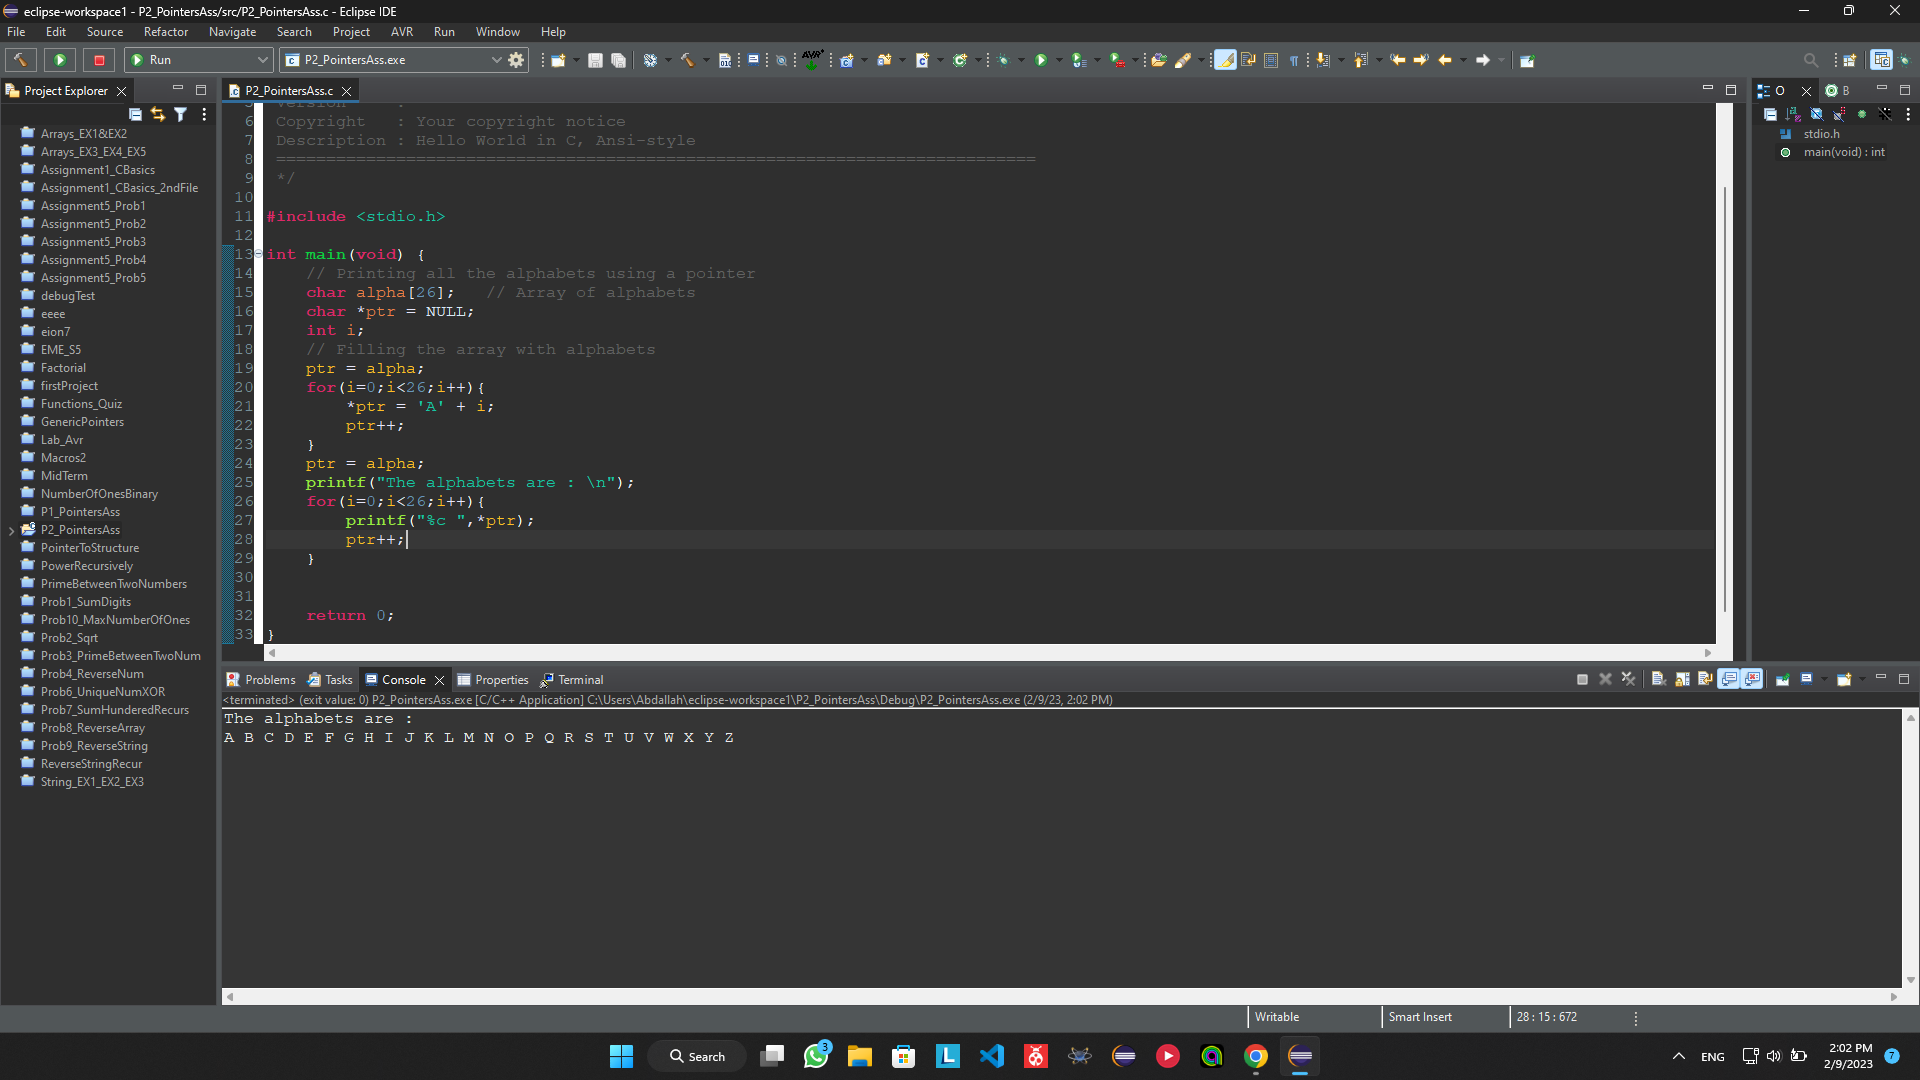 eclipse-workspace1 - P2_PointersAss/src/P2_PointersAss.c - Eclipse IDE
File Edit Source Refactor Navigate Search Project AVR Run Window Help
Run P2_PointersAss.exe
Project Explorer
Arrays_EX1&EX2
Arrays_EX3_EX4_EX5
Assignment1_CBasics
Assignment1_CBasics_2ndFile
Assignment5_Prob1
Assignment5_Prob2
Assignment5_Prob3
Assignment5_Prob4
Assignment5_Prob5
debugTest
eeee
eion7
EME_S5
Factorial
firstProject
Functions_Quiz
GenericPointers
Lab_Avr
Macros2
MidTerm
NumberOfOnesBinary
P1_PointersAss
P2_PointersAss
PointerToStructure
PowerRecursively
PrimeBetweenTwoNumbers
Prob1_SumDigits
Prob10_MaxNumberOfOnes
Prob2_Sqrt
Prob3_PrimeBetweenTwoNum
Prob4_ReverseNum
Prob6_UniqueNumXOR
Prob7_SumHunderedRecurs
Prob8_ReverseArray
Prob9_ReverseString
ReverseStringRecur
String_EX1_EX2_EX3
P2_PointersAss.c
5 Version :
6 Copyright : Your copyright notice
7 Description : Hello World in C, Ansi-style
8 ============================================================================
9 */
10
11 #include <stdio.h>
12
13 int main(void) {
14 // Printing all the alphabets using a pointer
15 char alpha[26]; // Array of alphabets
16 char *ptr = NULL;
17 int i;
18 // Filling the array with alphabets
19 ptr = alpha;
20 for(i=0;i<26;i++){
21 *ptr = 'A' + i;
22 ptr++;
23 }
24 ptr = alpha;
25 printf("The alphabets are : \n");
26 for(i=0;i<26;i++){
27 printf("%c ",*ptr);
28 ptr++;
29 }
30
31
32 return 0;
33 }
O B
stdio.h
main(void) : int
Problems Tasks Console Properties Terminal
<terminated> (exit value: 0) P2_PointersAss.exe [C/C++ Application] C:\Users\Abdallah\eclipse-workspace1\P2_PointersAss\Debug\P2_PointersAss.exe (2/9/23, 2:02 PM)
The alphabets are :
A B C D E F G H I J K L M N O P Q R S T U V W X Y Z
Writable Smart Insert 28 : 15 : 672
Search 3 L ENG 2:02 PM 7
2/9/2023